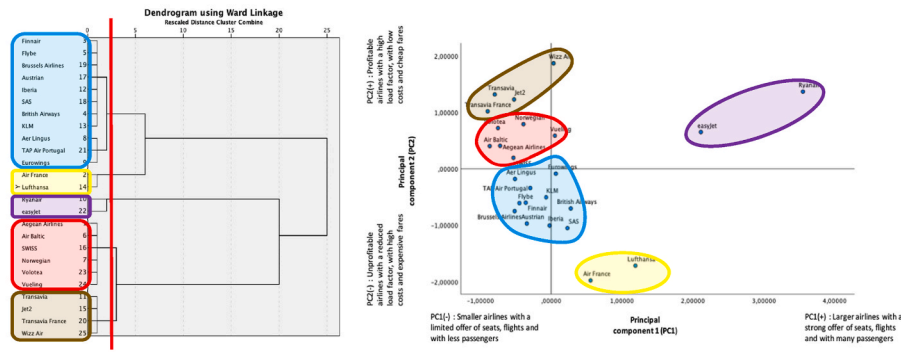 Dendrogram using Ward Linkage
Rescaled Distance Cluster Combine
0 5 10 15 20 25
Finnair 3
Flybe 5
Brussels Airlines 19
Austrian 17
Iberia 12
SAS 18
British Airways 4
KLM 13
Aer Lingus 8
TAP Air Portugal 21
Eurowings 9
Air France 2
Lufthansa 14
Ryanair 10
easyJet 22
Aegean Airlines
Air Baltic 6
SWISS 16
Norwegian 7
Volotea 23
Vueling 24
Transavia 11
Jet2 15
Transavia France 20
Wizz Air 25
PC2(+) : Profitable
airlines with a high
load factor, with low
costs and cheap fares
PC2(-) : Unprofitable
airlines with a reduced
load factor, with high
costs and expensive fares
Principal
component 2 (PC2)
2,00000
1,00000
,00000
-1,00000
-2,00000
Wizz Air
Transavia
Jet2
Transavia France
Ryanair
easyJet
Norwegian
Volotea
Vueling
Air Baltic
Aegean Airlines
Eurowings
Aer Lingus
TAP Air Portugal
KLM
Flybe
British Airways
Finnair
Brussels Airlines
Austrian
Iberia
SAS
Lufthansa
Air France
-1,00000 ,00000 1,00000 2,00000 3,00000 4,00000
PC1(-) : Smaller airlines with a
limited offer of seats, flights and
with less passengers
Principal
component 1 (PC1)
PC1(+) : Larger airlines with a
strong offer of seats, flights
and with many passengers